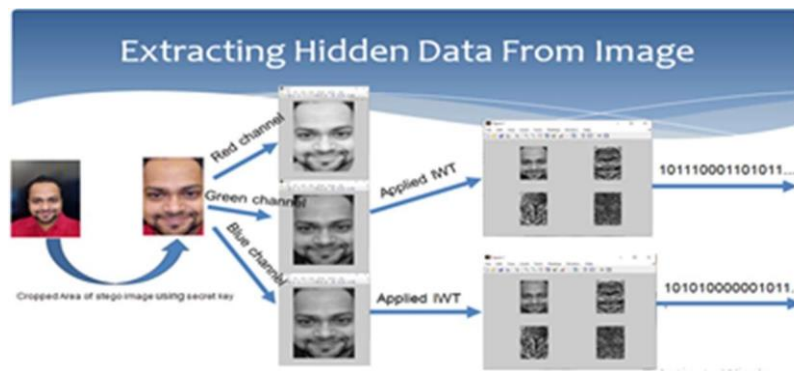 Extracting Hidden Data From Image
Red channel
Green channel
Blue channel
Applied IWT
101110001101011...
Cropped Area of stego image using secret key
Applied IWT
101010000001011..